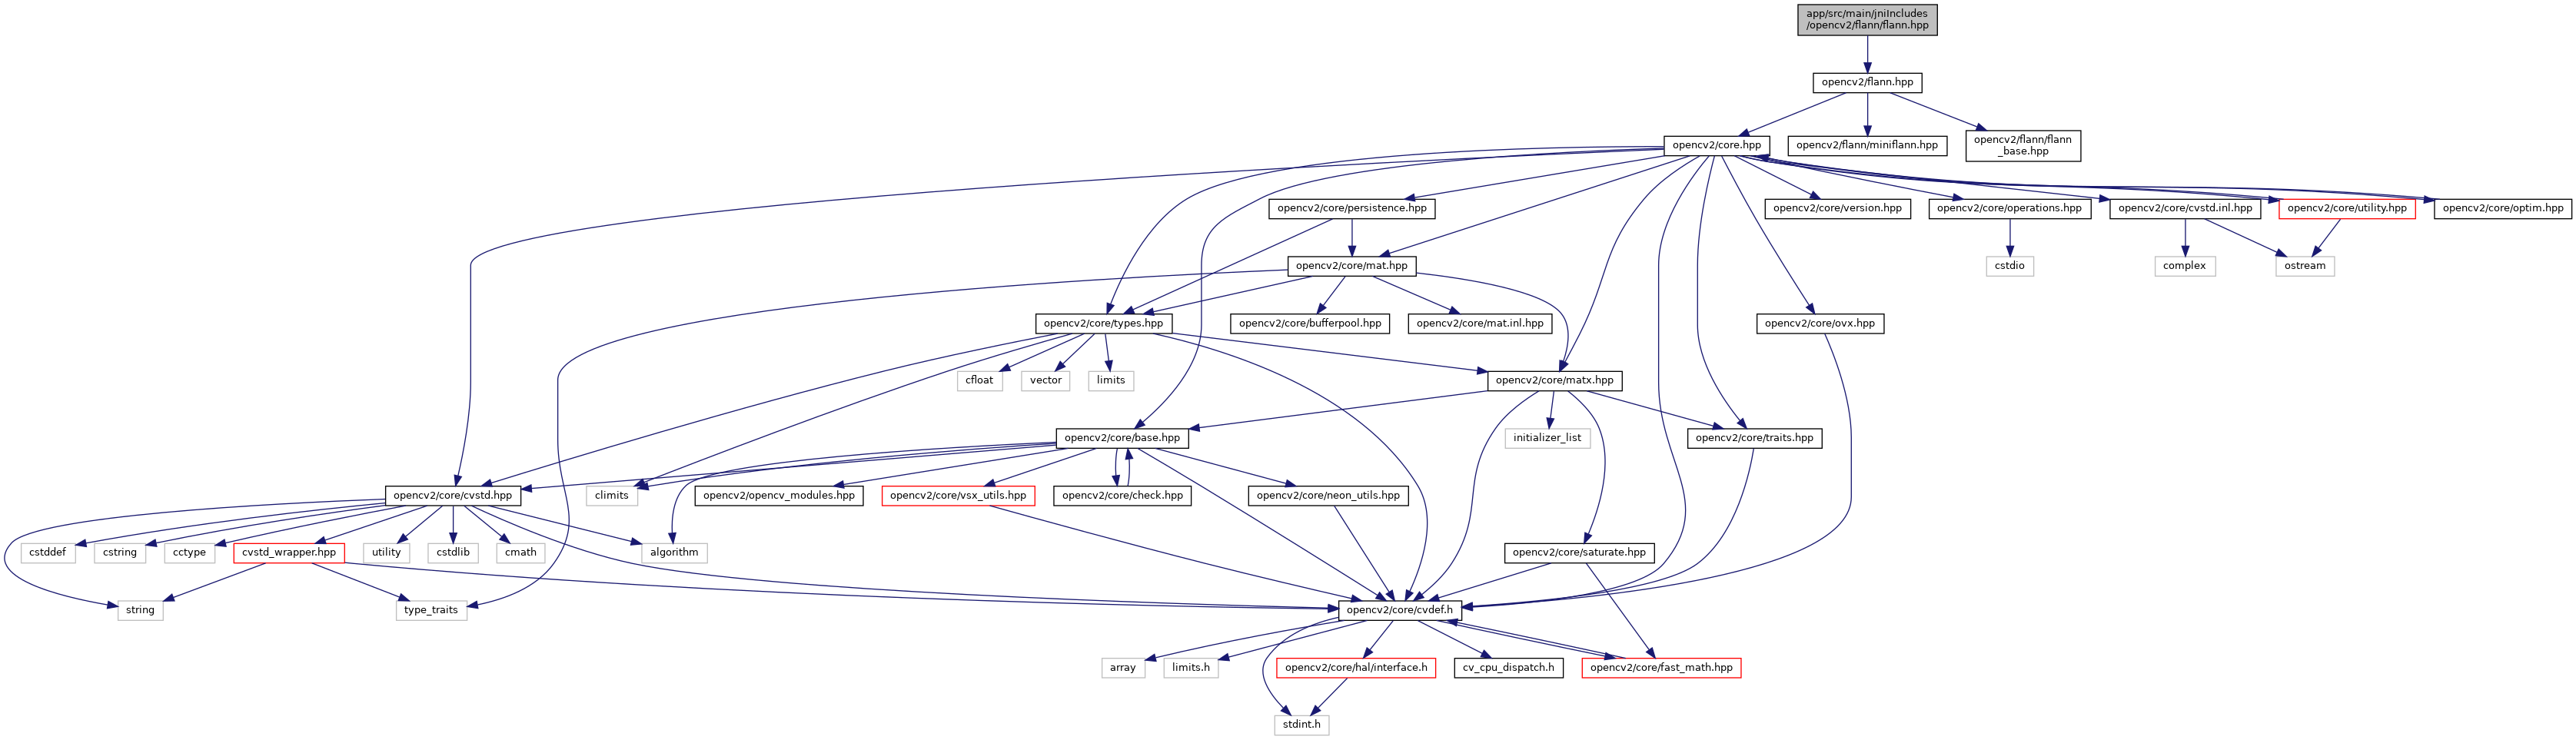 app/src/main/jniIncludes
/opencv2/flann/flann.hpp
opencv2/flann.hpp
opencv2/core.hpp
opencv2/flann/miniflann.hpp
opencv2/flann/flann
_base.hpp
opencv2/core/persistence.hpp
opencv2/core/version.hpp
opencv2/core/operations.hpp
opencv2/core/cvstd.inl.hpp
opencv2/core/utility.hpp
opencv2/core/optim.hpp
opencv2/core/mat.hpp
cstdio
complex
ostream
opencv2/core/types.hpp
opencv2/core/bufferpool.hpp
opencv2/core/mat.inl.hpp
opencv2/core/ovx.hpp
cfloat
vector
limits
opencv2/core/matx.hpp
opencv2/core/base.hpp
initializer_list
opencv2/core/traits.hpp
opencv2/core/cvstd.hpp
climits
opencv2/opencv_modules.hpp
opencv2/core/vsx_utils.hpp
opencv2/core/check.hpp
opencv2/core/neon_utils.hpp
cstddef
cstring
cctype
cvstd_wrapper.hpp
utility
cstdlib
cmath
algorithm
opencv2/core/saturate.hpp
string
type_traits
opencv2/core/cvdef.h
array
limits.h
opencv2/core/hal/interface.h
cv_cpu_dispatch.h
opencv2/core/fast_math.hpp
stdint.h